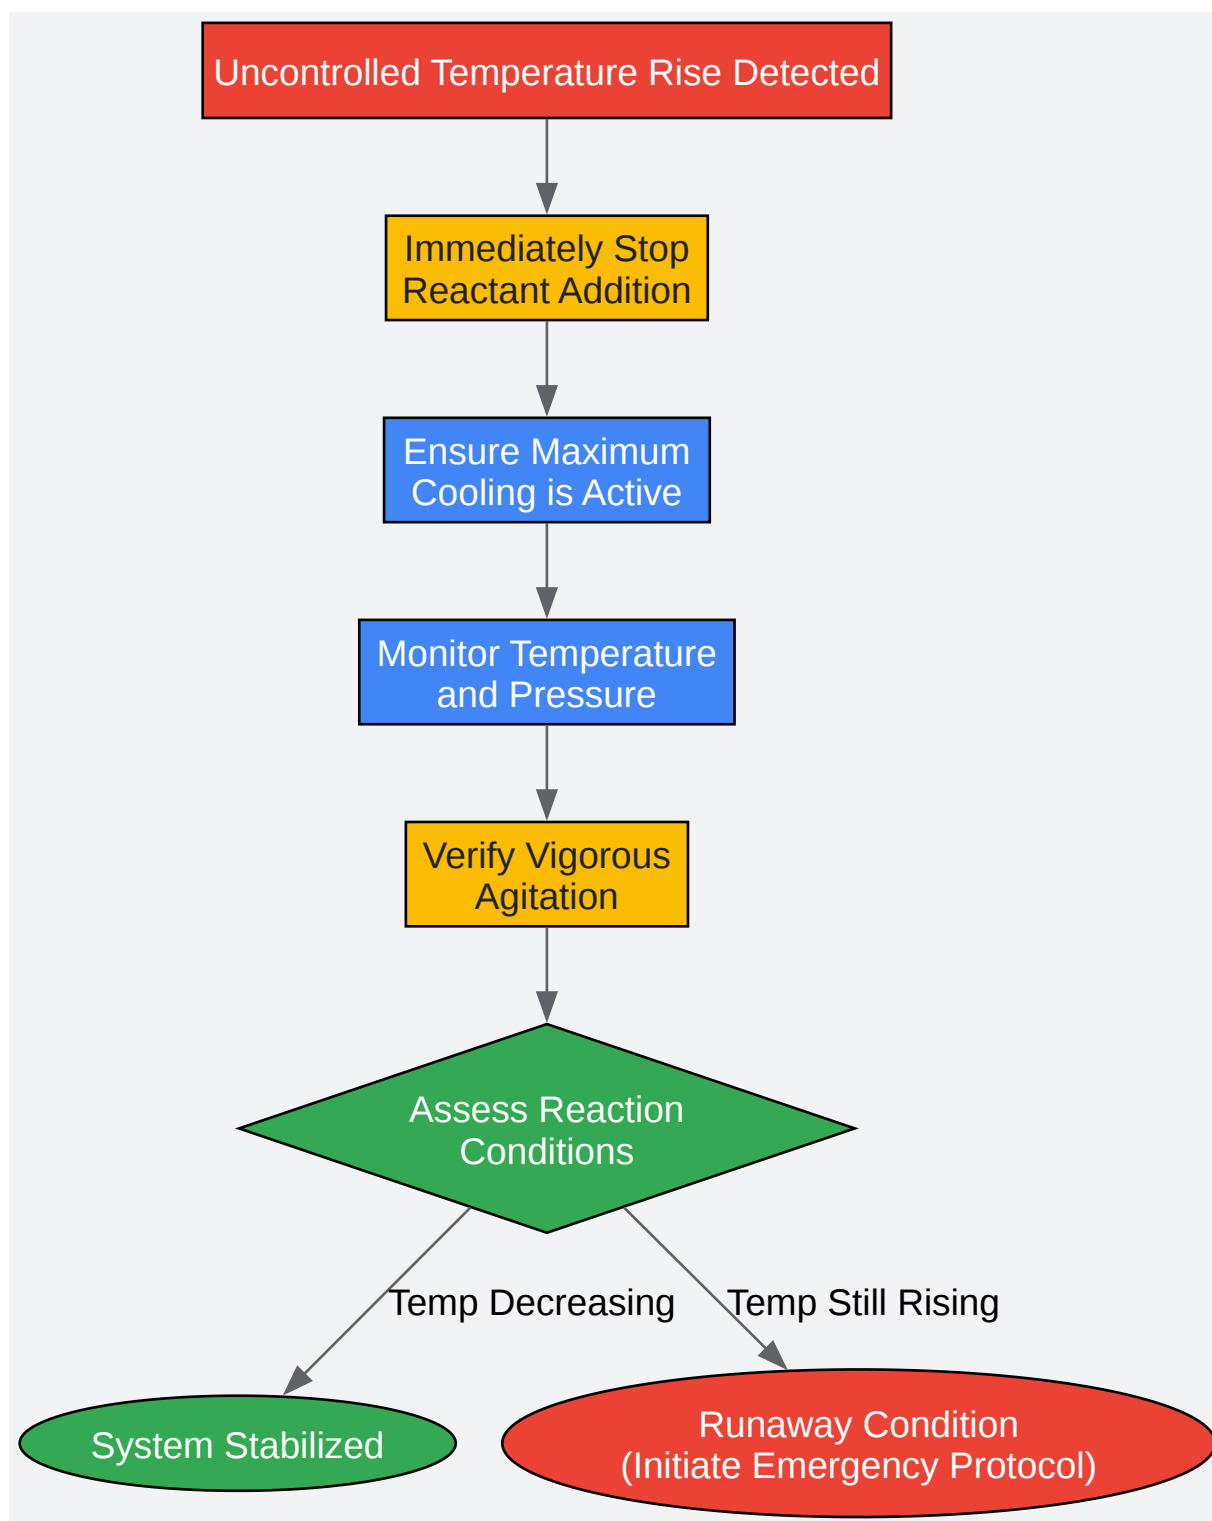 Uncontrolled Temperature Rise Detected
Immediately Stop
Reactant Addition
Ensure Maximum
Cooling is Active
Monitor Temperature
and Pressure
Verify Vigorous
Agitation
Assess Reaction
Conditions
Temp Decreasing
Temp Still Rising
System Stabilized
Runaway Condition
(Initiate Emergency Protocol)